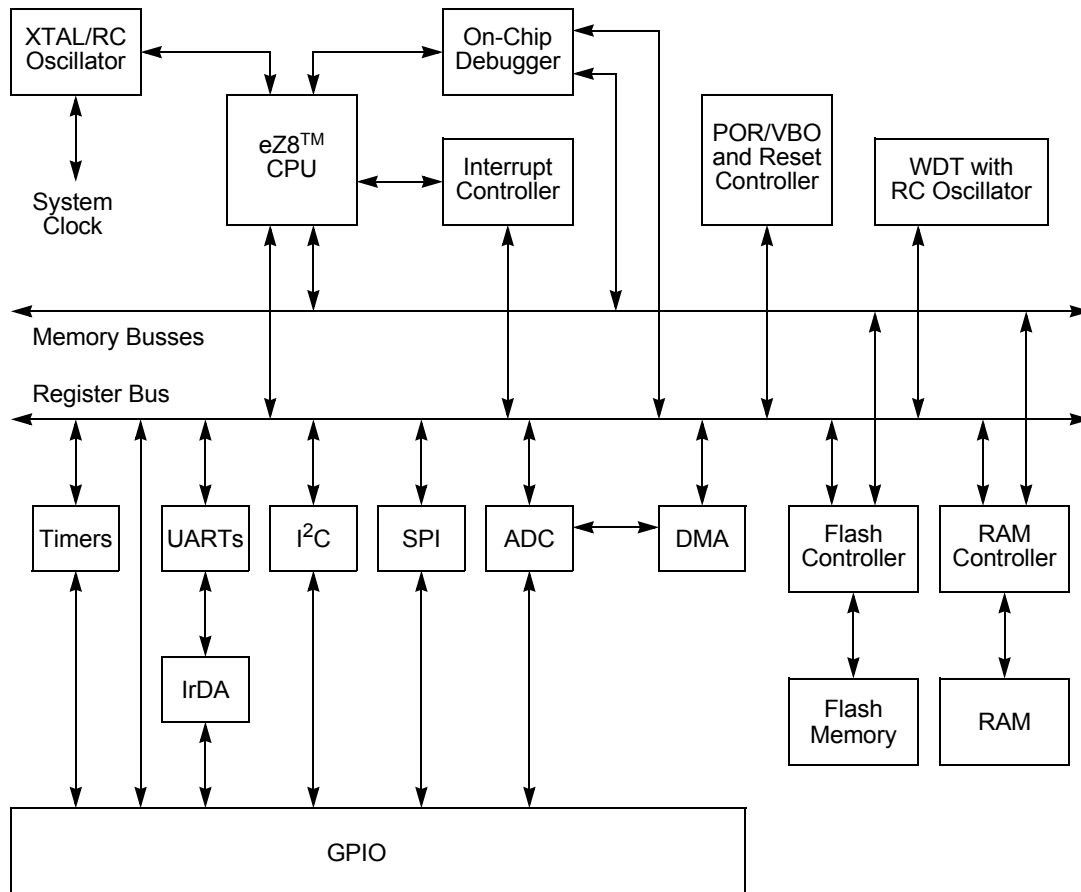 XTAL/RC
Oscillator
On-Chip
Debugger
eZ8™
CPU
Interrupt
Controller
POR/VBO
and Reset
Controller
WDT with
RC Oscillator
System
Clock
Memory Busses
Register Bus
Timers
UARTs
I²C
SPI
ADC
DMA
Flash
Controller
RAM
Controller
IrDA
Flash
Memory
RAM
GPIO